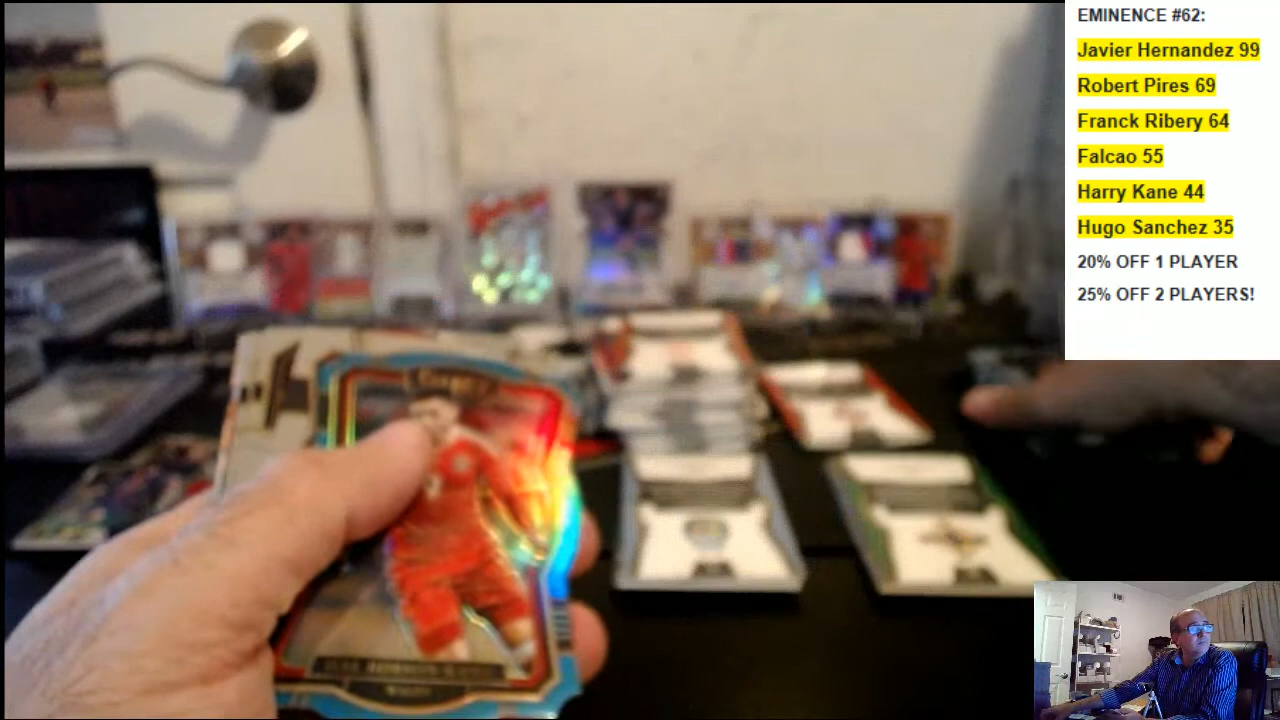 EMINENCE #62:
Javier Hernandez 99
Robert Pires 69
Franck Ribery 64
Falcao 55
Harry Kane 44
Hugo Sanchez 35
20% OFF 1 PLAYER
25% OFF 2 PLAYERS!